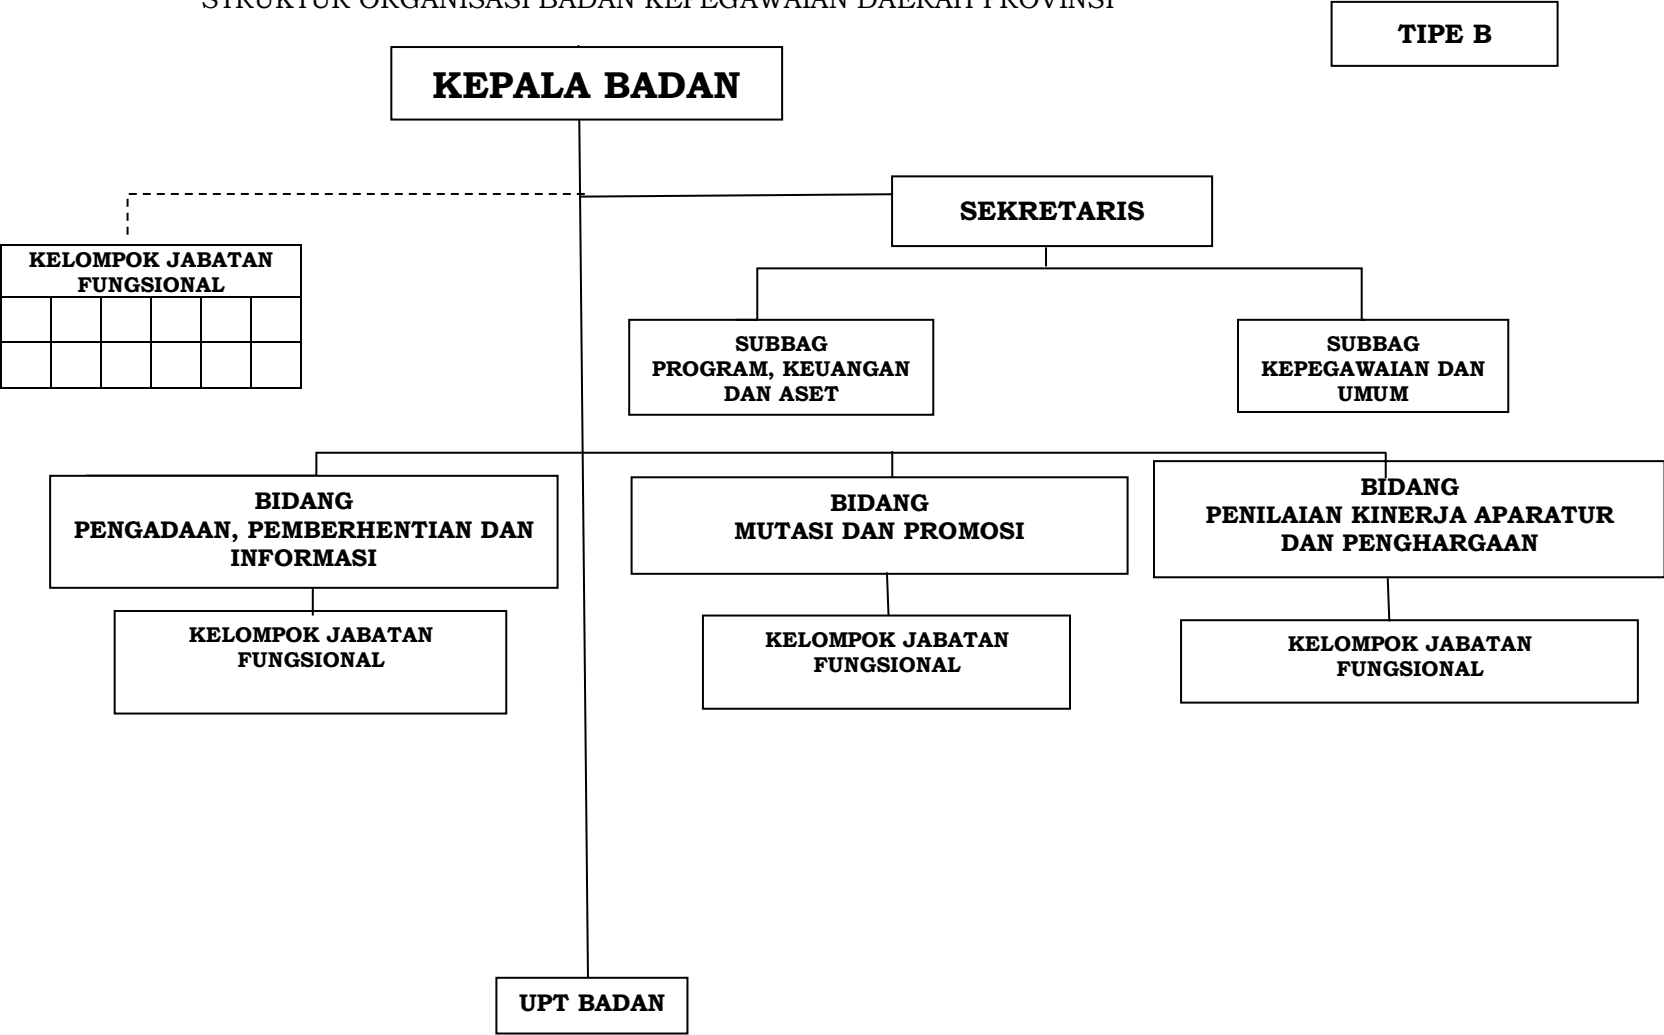 STRUKTUR ORGANISASI BADAN KEPEGAWAIAN DAERAH PROVINSI
TIPE B
KEPALA BADAN
SEKRETARIS
KELOMPOK JABATAN
FUNGSIONAL
SUBBAG
PROGRAM, KEUANGAN
DAN ASET
SUBBAG
KEPEGAWAIAN DAN
UMUM
BIDANG
PENGADAAN, PEMBERHENTIAN DAN
INFORMASI
BIDANG
MUTASI DAN PROMOSI
BIDANG
PENILAIAN KINERJA APARATUR
DAN PENGHARGAAN
KELOMPOK JABATAN
FUNGSIONAL
KELOMPOK JABATAN
FUNGSIONAL
KELOMPOK JABATAN
FUNGSIONAL
UPT BADAN